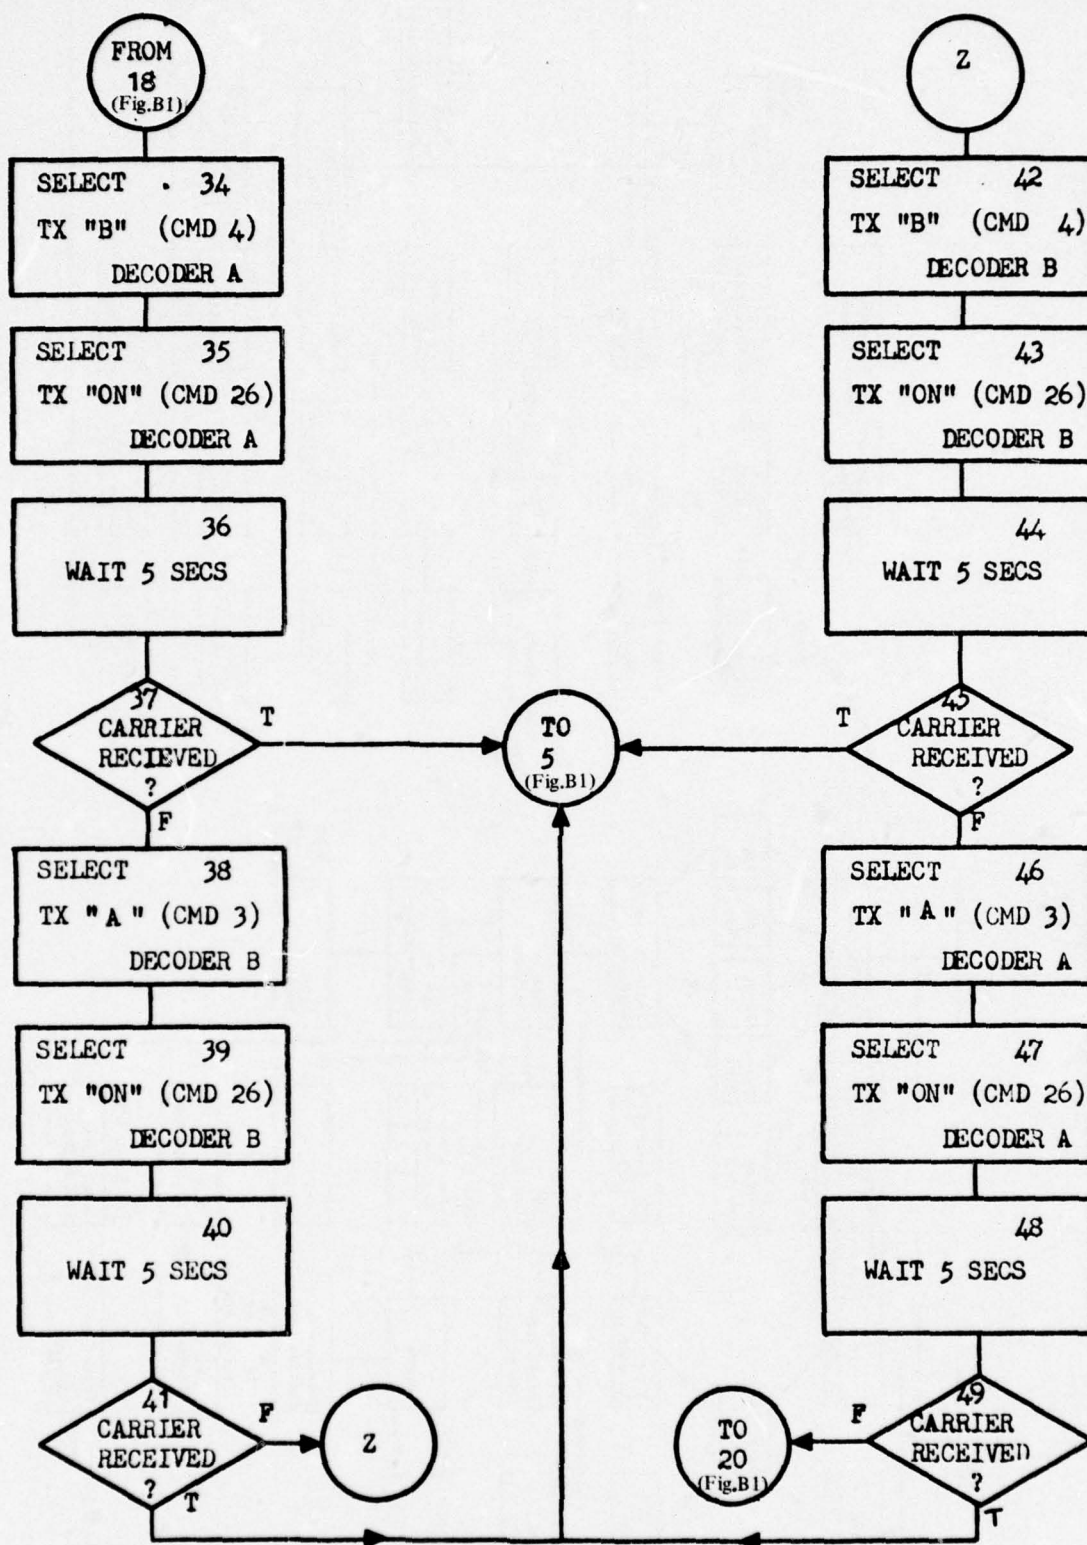 FROM
18
(Fig.B1)
SELECT 34
TX "B" (CMD 4)
DECODER A
SELECT 35
TX "ON" (CMD 26)
DECODER A
36
WAIT 5 SECS
37
CARRIER
RECIEVED
?
T
F
SELECT 38
TX "A" (CMD 3)
DECODER B
SELECT 39
TX "ON" (CMD 26)
DECODER B
40
WAIT 5 SECS
41
CARRIER
RECEIVED
?
F
T
Z
TO
5
(Fig.B1)
Z
SELECT 42
TX "B" (CMD 4)
DECODER B
SELECT 43
TX "ON" (CMD 26)
DECODER B
44
WAIT 5 SECS
45
CARRIER
RECEIVED
?
T
F
SELECT 46
TX "A" (CMD 3)
DECODER A
SELECT 47
TX "ON" (CMD 26)
DECODER A
48
WAIT 5 SECS
49
CARRIER
RECEIVED
?
F
T
TO
20
(Fig.B1)